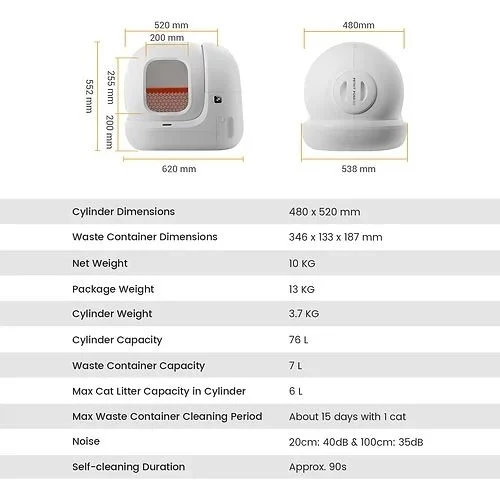 520 mm
480mm
200 mm
255 mm
552 mm
200 mm
620 mm
538 mm
Cylinder Dimensions 480 x 520 mm
Waste Container Dimensions 346 x 133 x 187 mm
Net Weight 10 KG
Package Weight 13 KG
Cylinder Weight 3.7 KG
Cylinder Capacity 76 L
Waste Container Capacity 7 L
Max Cat Litter Capacity in Cylinder 6 L
Max Waste Container Cleaning Period About 15 days with 1 cat
Noise 20cm: 40dB & 100cm: 35dB
Self-cleaning Duration Approx. 90s